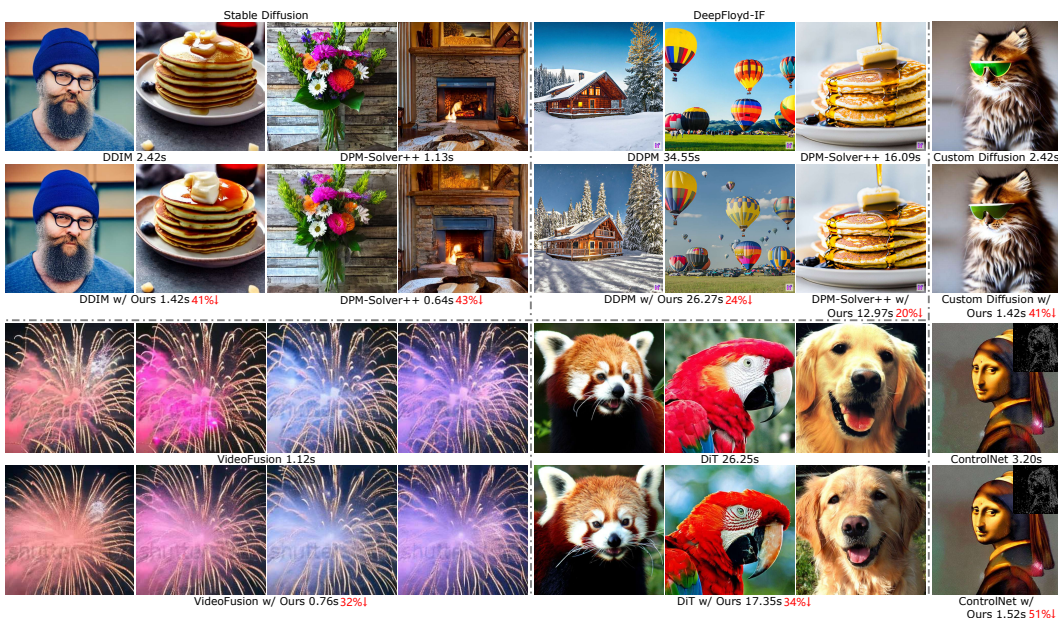 Stable Diffusion
DeepFloyd-IF
DDIM 2.42s
DPM-Solver++ 1.13s
DDPM 34.55s
DPM-Solver++ 16.09s
Custom Diffusion 2.42s
DDIM w/ Ours 1.42s 41%↓
DPM-Solver++ 0.64s 43%↓
DDPM w/ Ours 26.27s 24%↓
DPM-Solver++ w/
Ours 12.97s 20%↓
Custom Diffusion w/
Ours 1.42s 41%↓
VideoFusion 1.12s
DiT 26.25s
ControlNet 3.20s
VideoFusion w/ Ours 0.76s 32%↓
DiT w/ Ours 17.35s 34%↓
ControlNet w/
Ours 1.52s 51%↓